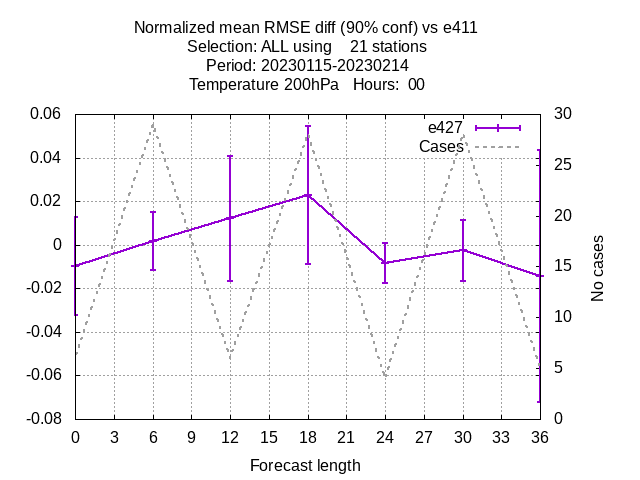 Normalized mean RMSE diff (90% conf) vs e411
Selection: ALL using    21 stations
Period: 20230115-20230214
Temperature 200hPa   Hours:  00
0.06
0.04
0.02
0
-0.02
-0.04
-0.06
-0.08
e427
Cases
30
25
20
15
10
5
0
No cases
0 3 6 9 12 15 18 21 24 27 30 33 36
Forecast length